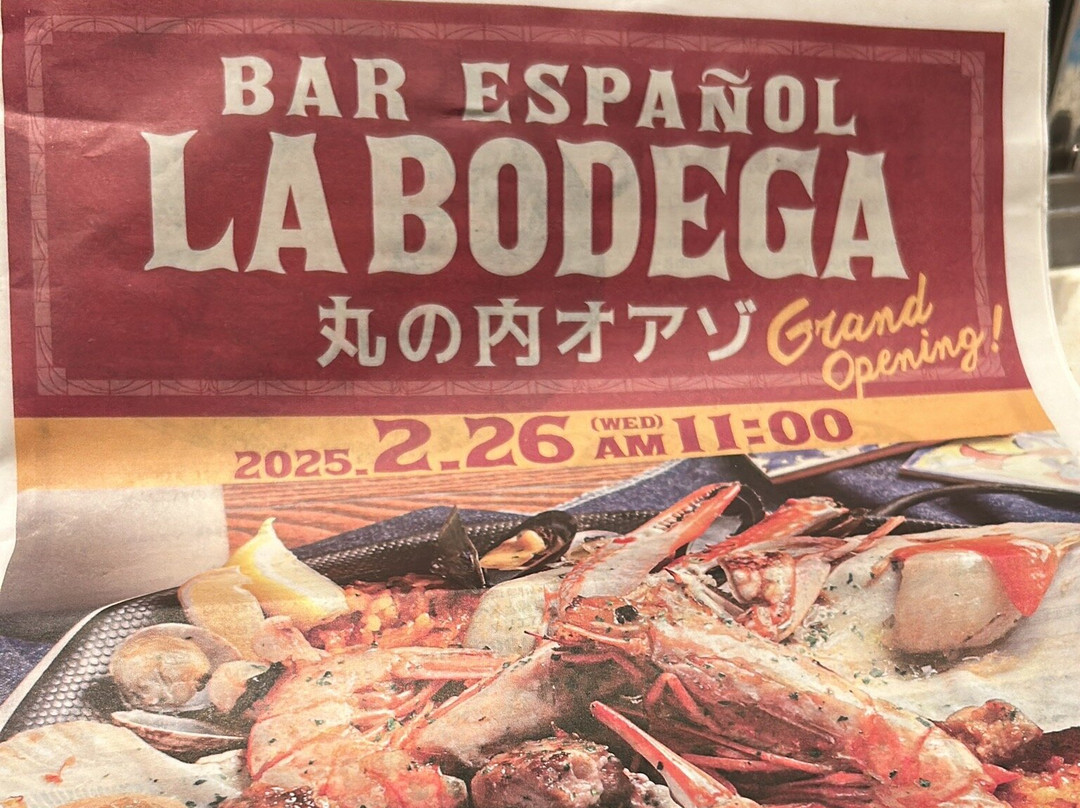 BAR ESPAÑOL
LA BODEGA
丸の内オアゾ
Grand
Opening!
2025.2.26 (WED) AM 11:00